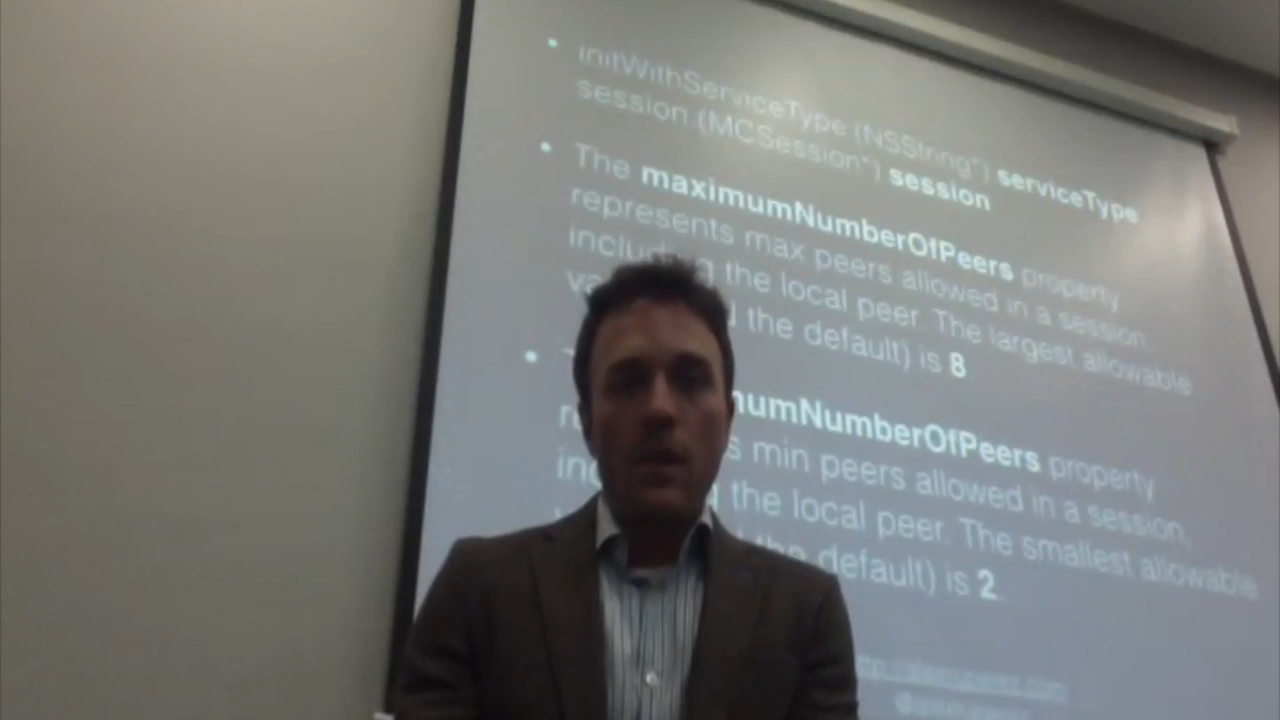 initWithServiceType (NSString*) serviceType
session (MCSession*) session
The maximumNumberOfPeers property
represents max peers allowed in a session,
the local peer. The largest allowable
the default) is 8.
property
min peers allowed in a session,
the local peer. The smallest allowable
the default) is 2.